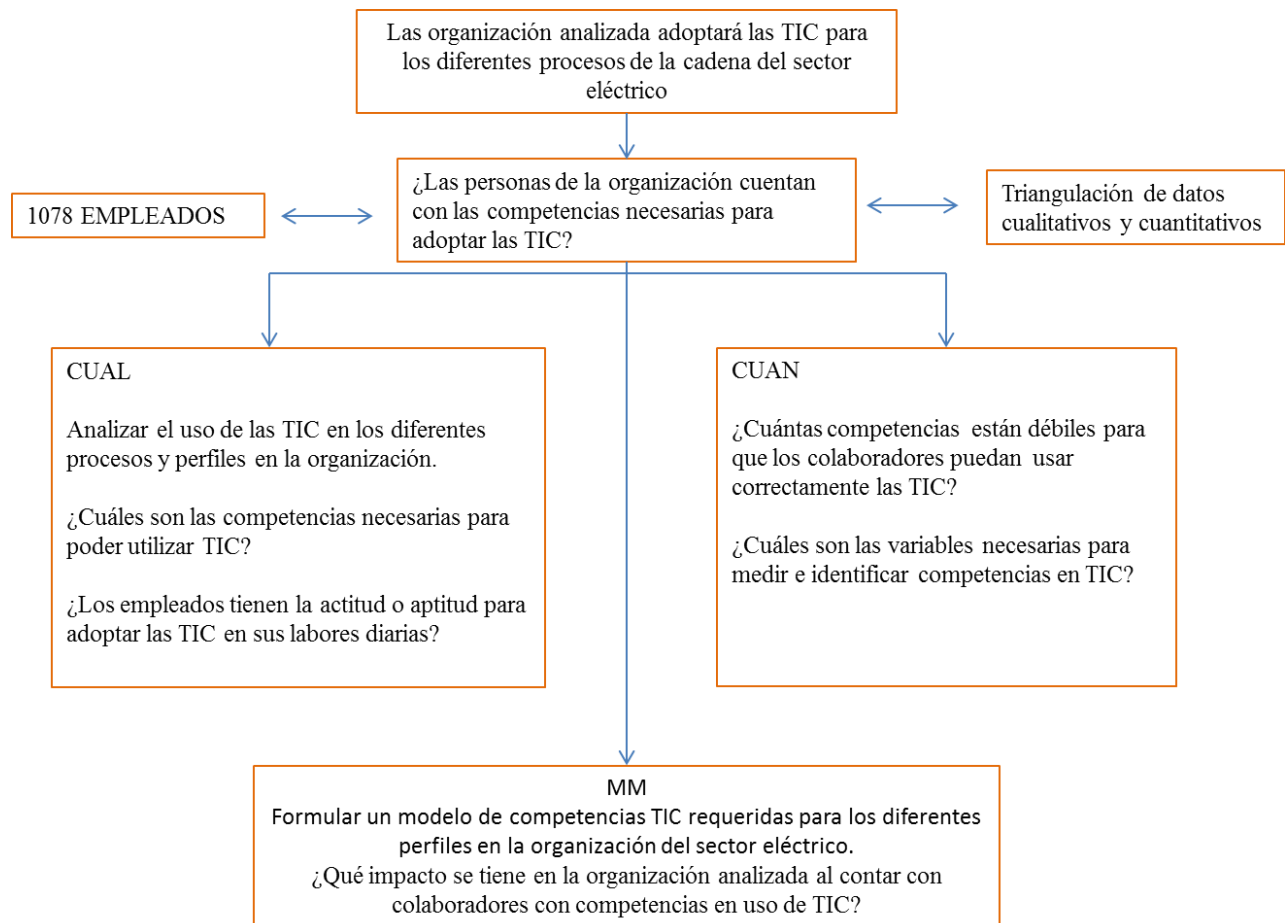 Las organización analizada adoptará las TIC para
los diferentes procesos de la cadena del sector
eléctrico
1078 EMPLEADOS
¿Las personas de la organización cuentan
con las competencias necesarias para
adoptar las TIC?
Triangulación de datos
cualitativos y cuantitativos
CUAL
Analizar el uso de las TIC en los diferentes
procesos y perfiles en la organización.
¿Cuáles son las competencias necesarias para
poder utilizar TIC?
¿Los empleados tienen la actitud o aptitud para
adoptar las TIC en sus labores diarias?
CUAN
¿Cuántas competencias están débiles para
que los colaboradores puedan usar
correctamente las TIC?
¿Cuáles son las variables necesarias para
medir e identificar competencias en TIC?
MM
Formular un modelo de competencias TIC requeridas para los diferentes
perfiles en la organización del sector eléctrico.
¿Qué impacto se tiene en la organización analizada al contar con
colaboradores con competencias en uso de TIC?